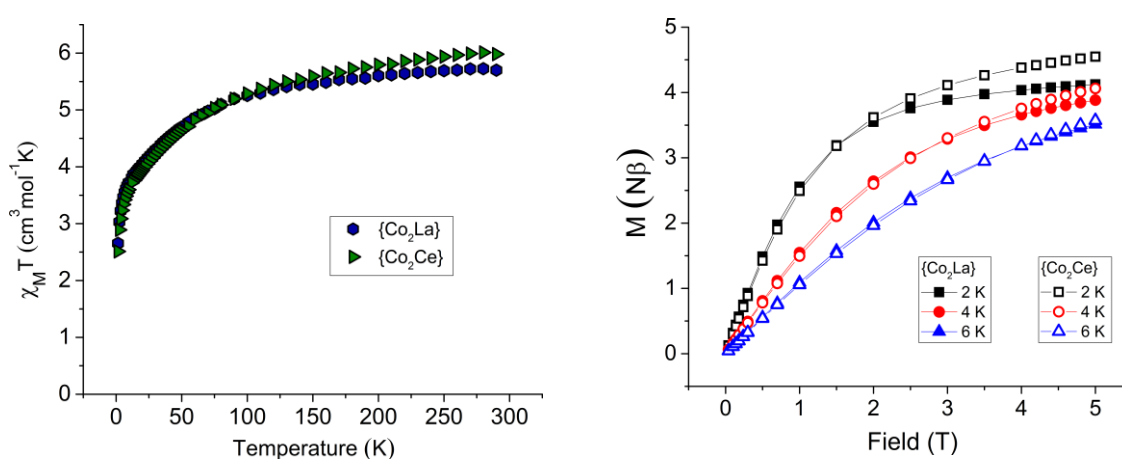 6
5
4
3
2
1
0
χMT (cm³mol⁻¹K)
{Co₂La}
{Co₂Ce}
0 50 100 150 200 250 300
Temperature (K)
5
4
3
2
1
0
M (Nβ)
{Co₂La} {Co₂Ce}
2 K 2 K
4 K 4 K
6 K 6 K
0 1 2 3 4 5
Field (T)